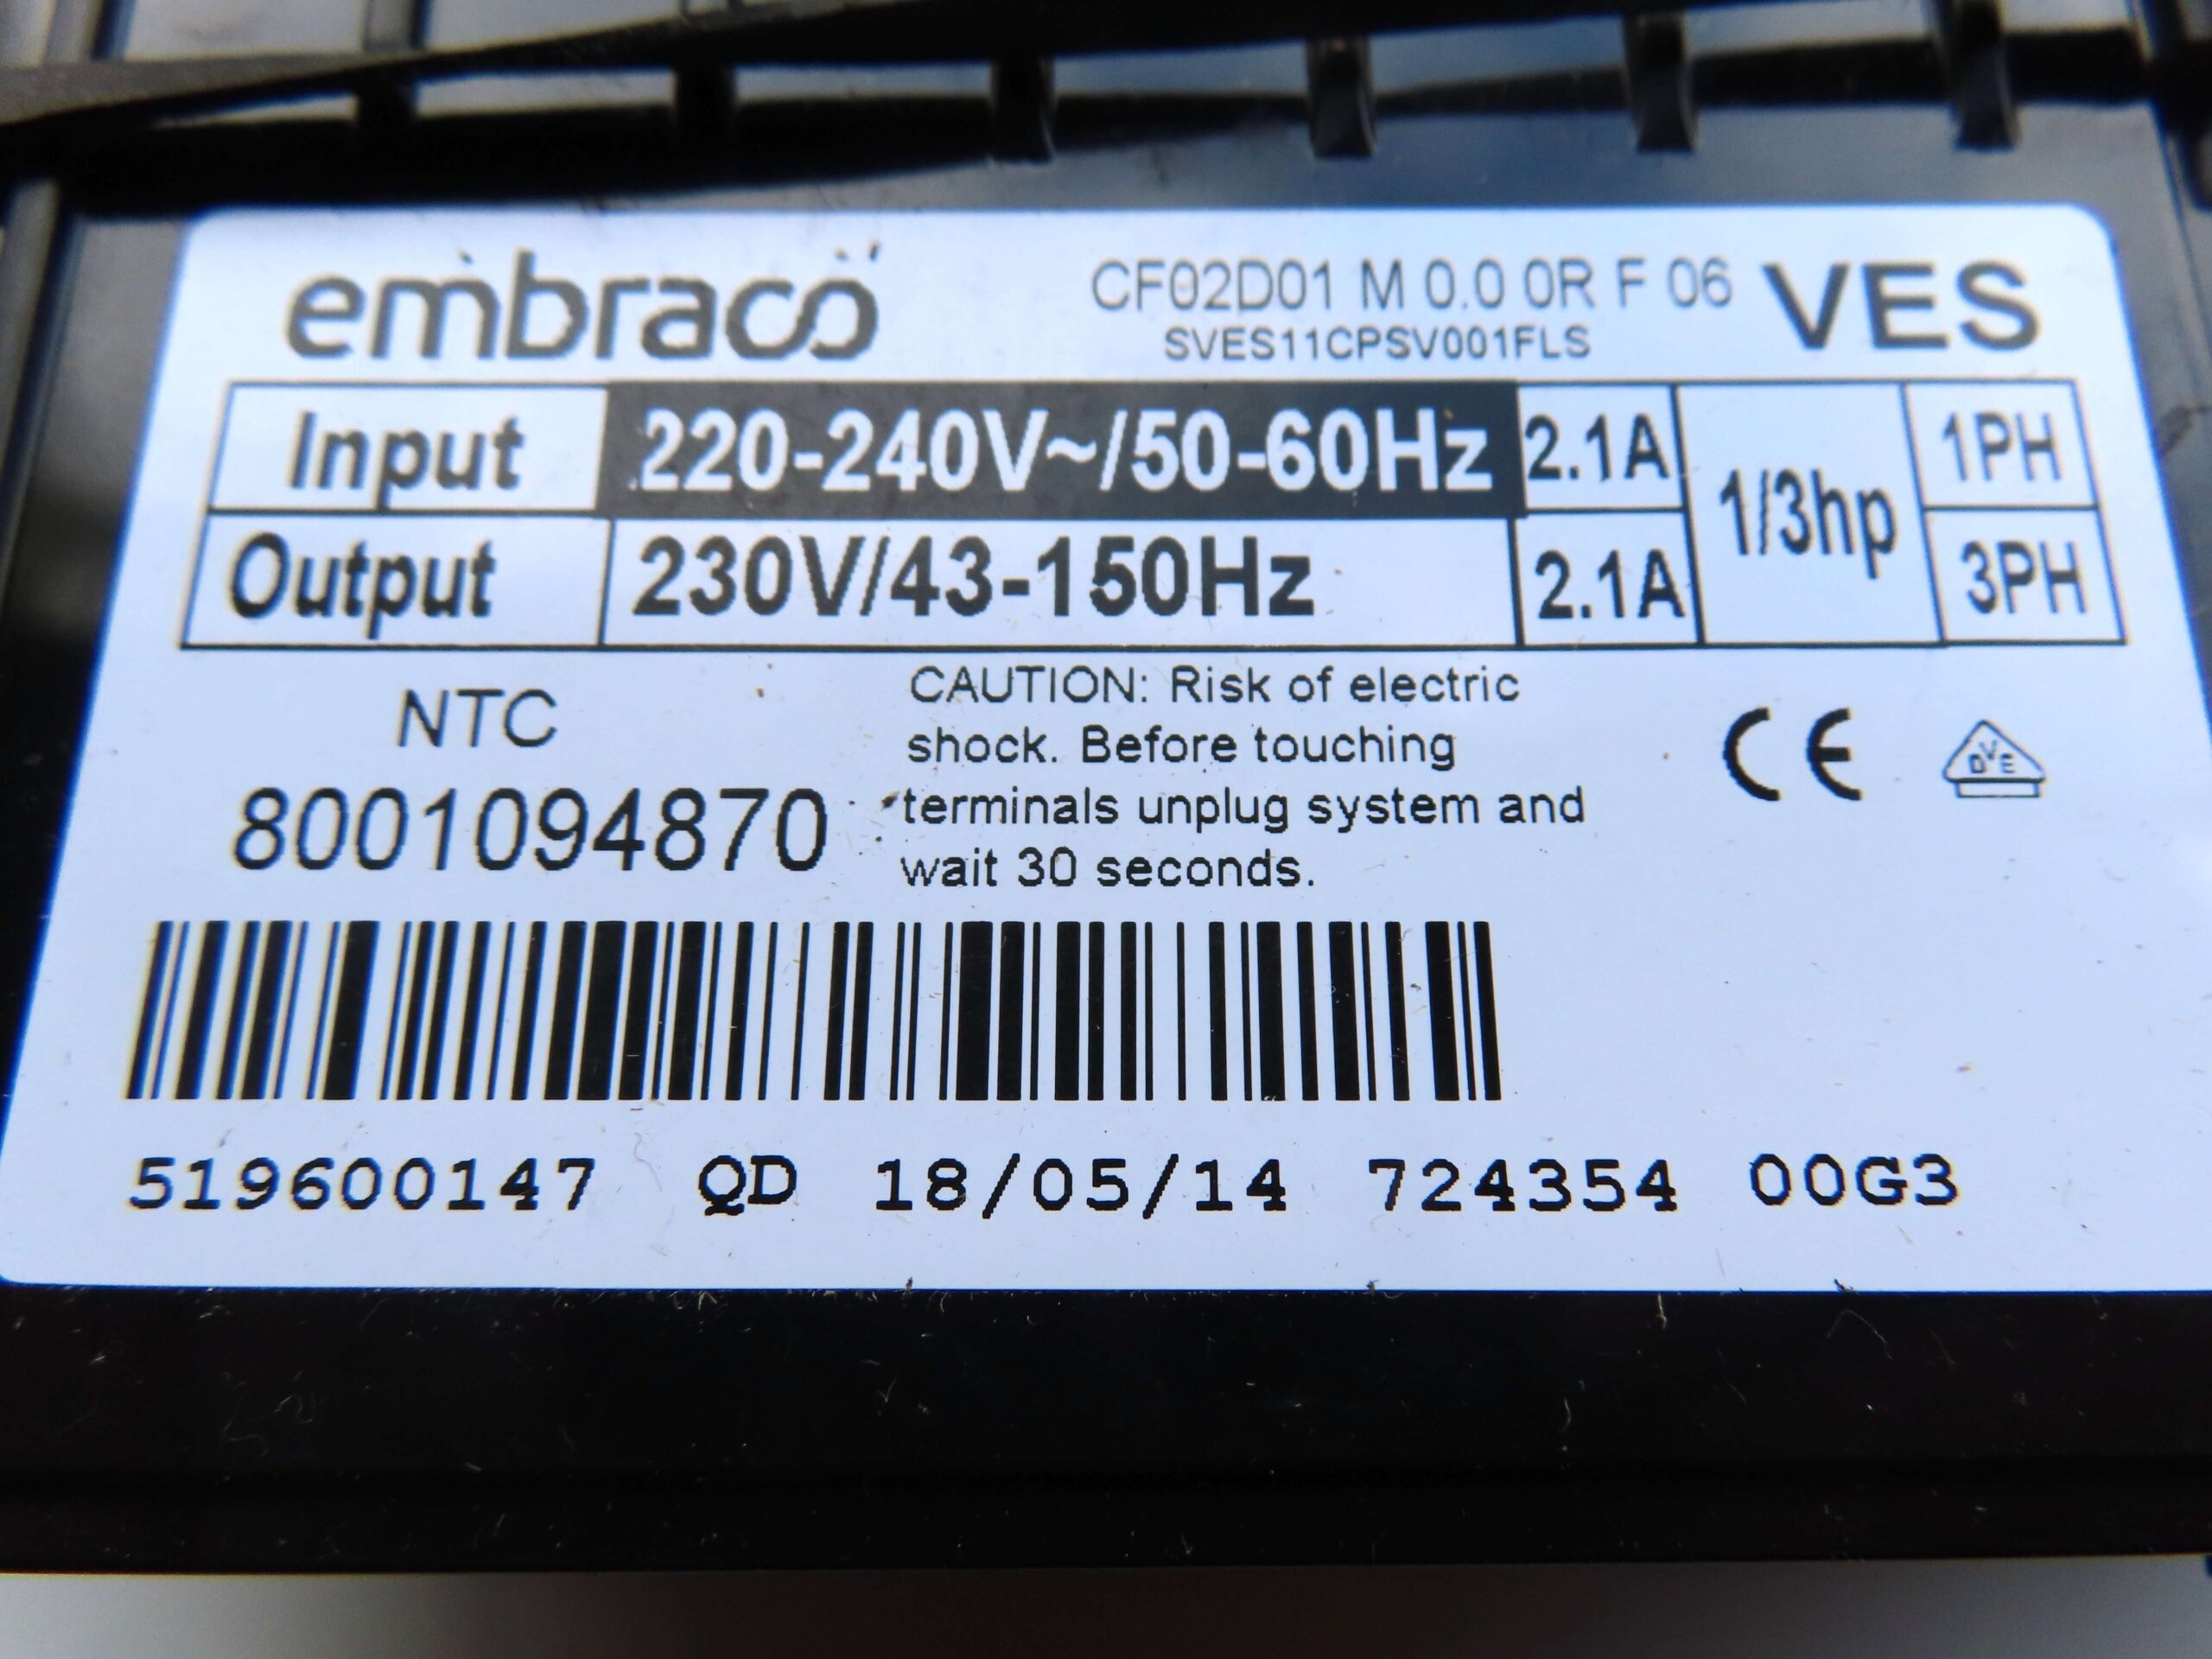 embraco CF02D01 M 0.0 0R F 06 VES
SVES11CPSV001FLS
Input 220-240V~/50-60Hz 2.1A 1/3hp 1PH
Output 230V/43-150Hz 2.1A 3PH
NTC
8001094870
CAUTION: Risk of electric
shock. Before touching
terminals unplug system and
wait 30 seconds.
CE
DVE
519600147 QD 18/05/14 724354 00G3